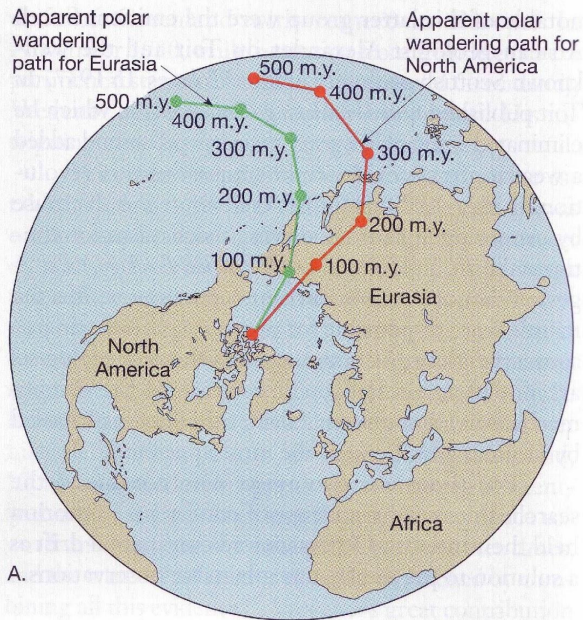 Apparent polar
wandering
path for Eurasia
Apparent polar
wandering path for
North America
500 m.y.
500 m.y.
400 m.y.
400 m.y.
300 m.y.
300 m.y.
200 m.y.
200 m.y.
100 m.y.
100 m.y.
Eurasia
North
America
Africa
A.